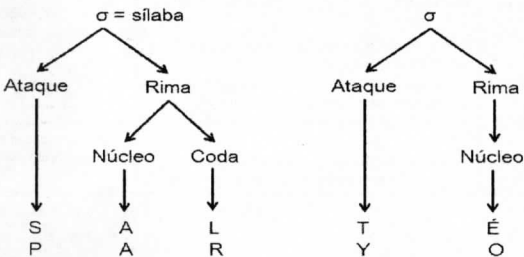 σ = sílaba σ
Ataque Rima Ataque Rima
Núcleo Coda Núcleo
S A L T É
P A R Y O